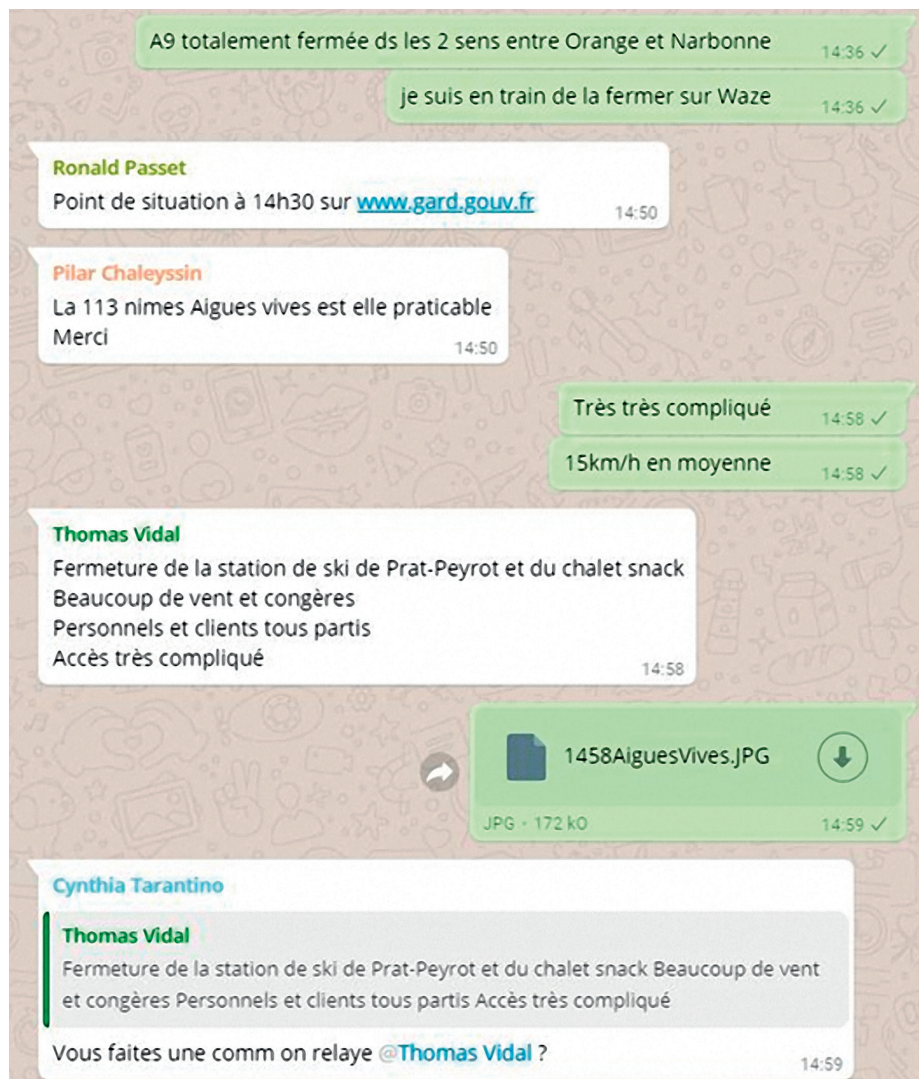 A9 totalement fermée ds les 2 sens entre Orange et Narbonne 14:36
je suis en train de la fermer sur Waze 14:36
Ronald Passet
Point de situation à 14h30 sur www.gard.gouv.fr 14:50
Pilar Chaleyssin
La 113 nimes Aigues vives est elle praticable
Merci 14:50
Très très compliqué 14:58
15km/h en moyenne 14:58
Thomas Vidal
Fermeture de la station de ski de Prat-Peyrot et du chalet snack
Beaucoup de vent et congères
Personnels et clients tous partis
Accès très compliqué 14:58
1458AiguesVives.JPG
JPG · 172 kO 14:59
Cynthia Tarantino
Thomas Vidal
Fermeture de la station de ski de Prat-Peyrot et du chalet snack Beaucoup de vent
et congères Personnels et clients tous partis Accès très compliqué
Vous faites une comm on relaye @Thomas Vidal ? 14:59